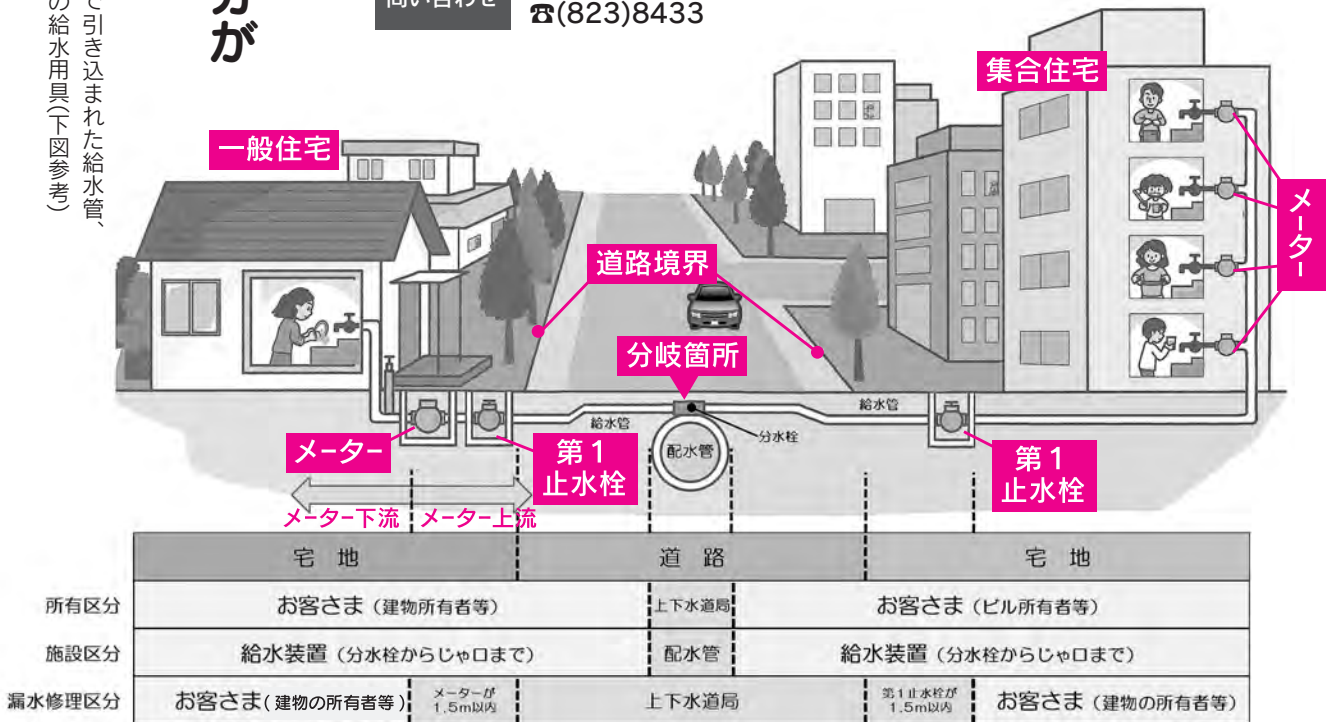 で引き込まれた給水管、
の給水用具(下図参考)
が
問い合わせ
☎(823)8433
集合住宅
一般住宅
メーター
道路境界
分岐箇所
給水管
給水管
分水栓
配水管
メーター
第1
止水栓
第1
止水栓
メーター下流
メーター上流
宅地
道路
宅地
所有区分
お客さま(建物所有者等)
上下水道局
お客さま(ビル所有者等)
施設区分
給水装置(分水栓からじゃ口まで)
配水管
給水装置(分水栓からじゃ口まで)
漏水修理区分
お客さま(建物の所有者等)
メーターが
1.5m以内
上下水道局
第1止水栓が
1.5m以内
お客さま(建物の所有者等)